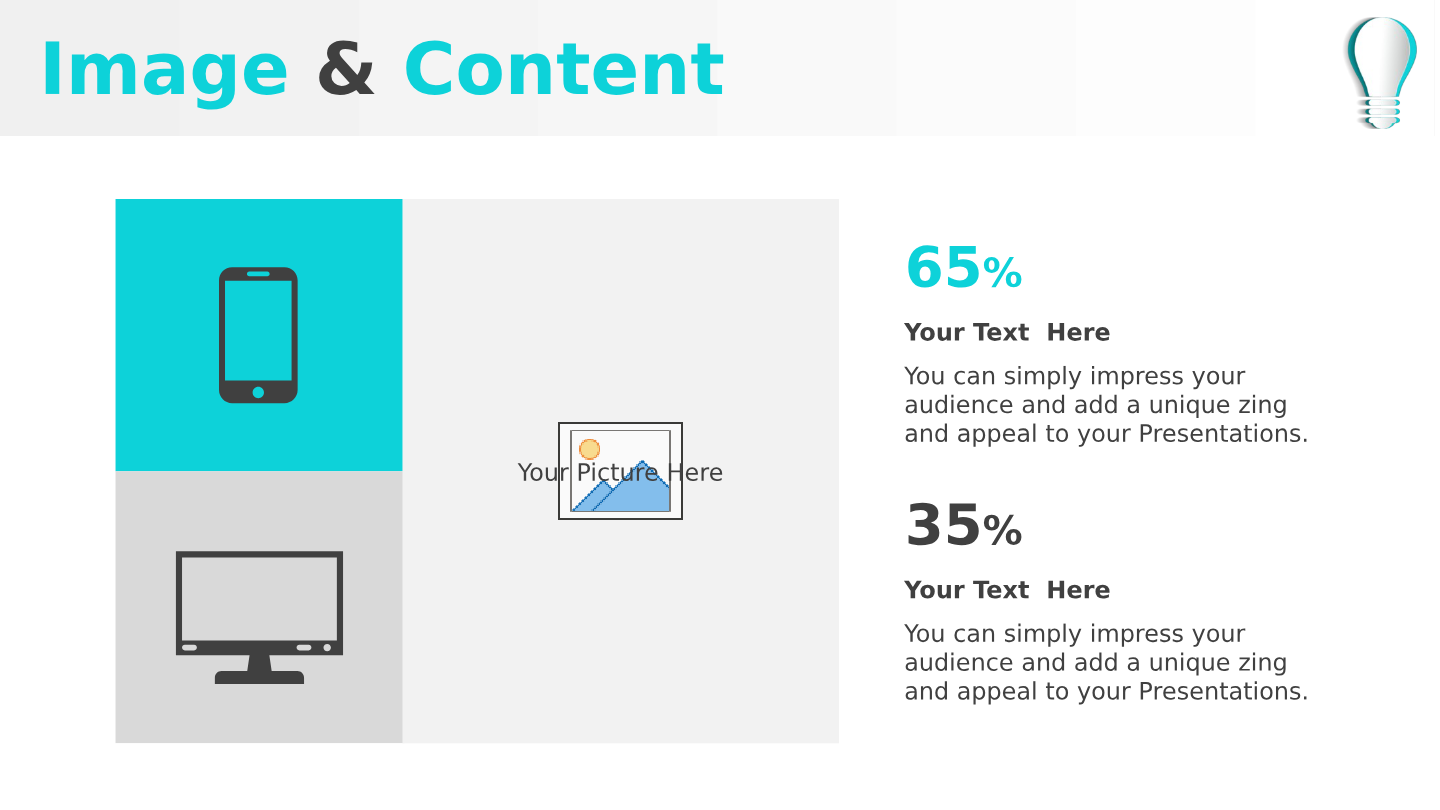 Image & Content
Your Picture Here
65%
Your Text  Here
You can simply impress your
audience and add a unique zing
and appeal to your Presentations.
35%
Your Text  Here
You can simply impress your
audience and add a unique zing
and appeal to your Presentations.